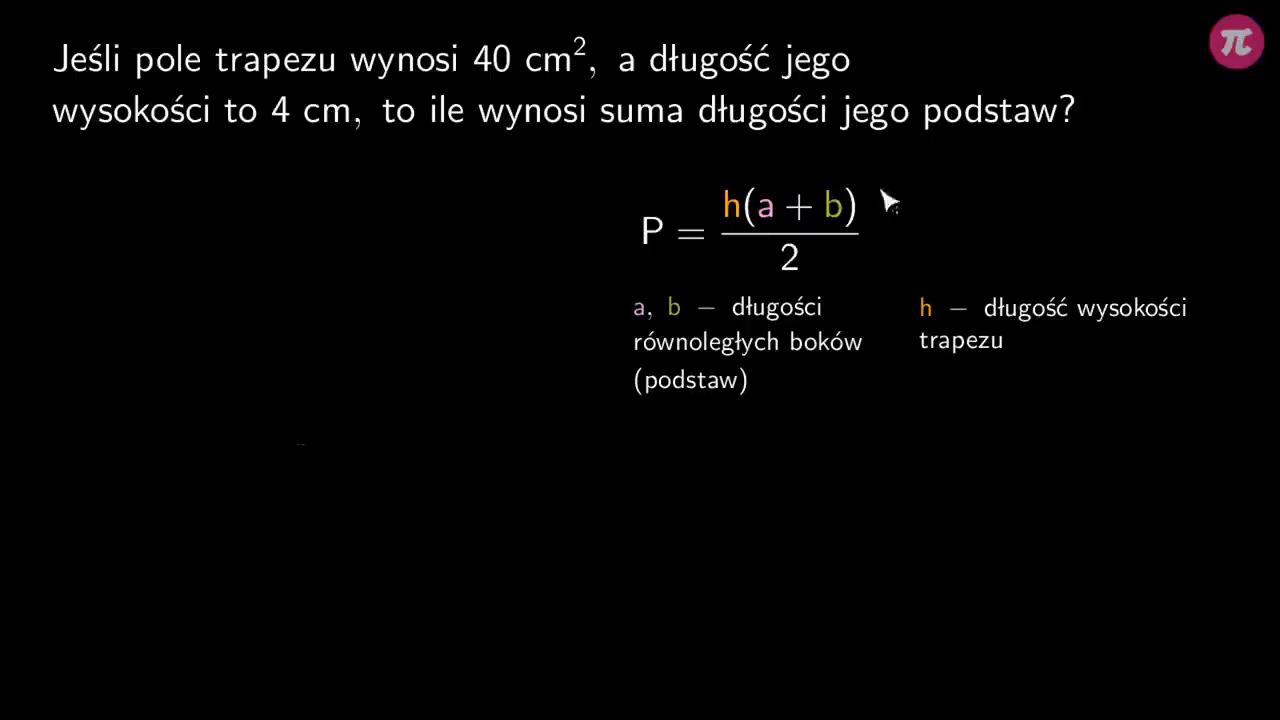 Jeśli pole trapezu wynosi 40 cm², a długość jego
wysokości to 4 cm, to ile wynosi suma długości jego podstaw?
π
P = h(a + b)
2
a, b – długości
równoległych boków
(podstaw)
h – długość wysokości
trapezu